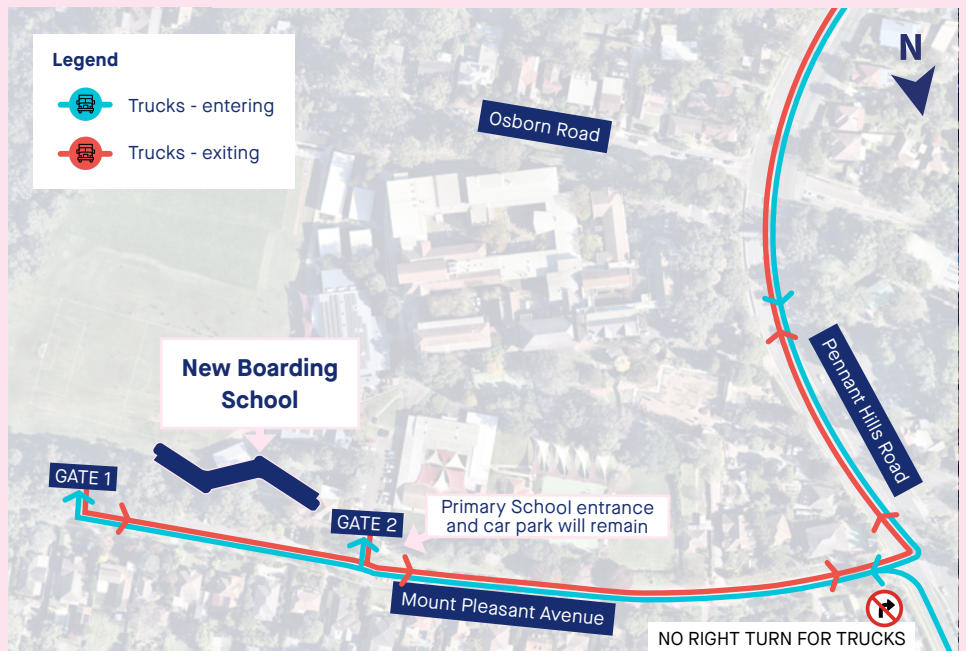 Legend
Trucks - entering
Trucks - exiting
N
Osborn Road
Pennant Hills Road
New Boarding
School
GATE 1
GATE 2
Primary School entrance
and car park will remain
Mount Pleasant Avenue
NO RIGHT TURN FOR TRUCKS